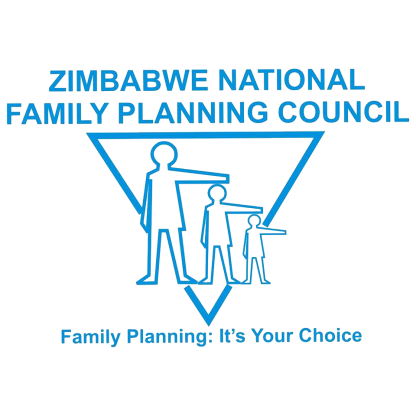 ZIMBABWE NATIONAL
FAMILY PLANNING COUNCIL
Family Planning: It's Your Choice